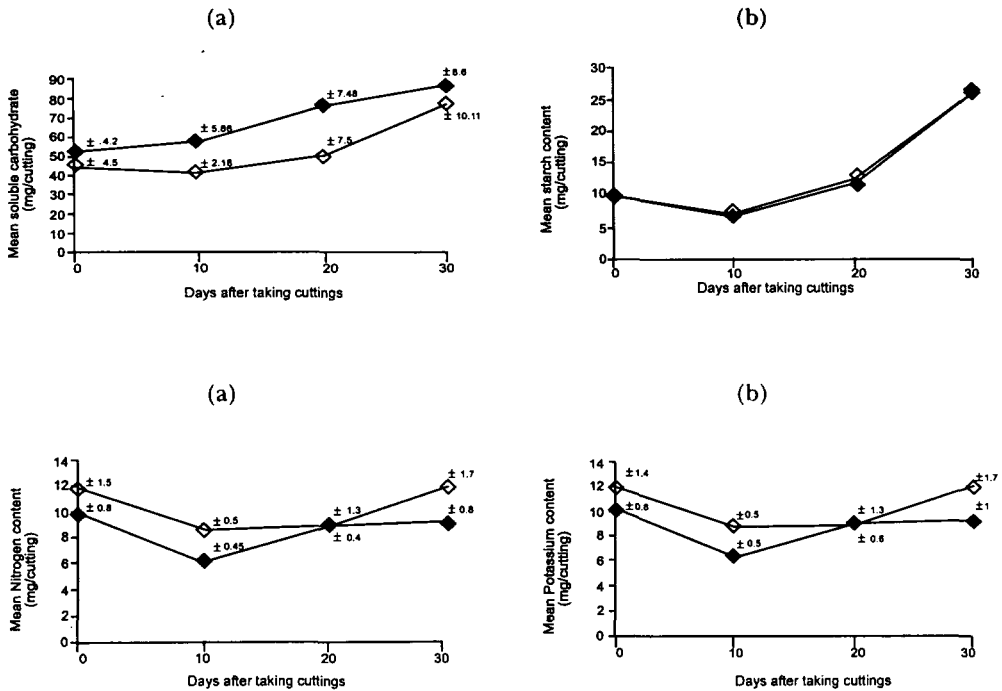 (a)
Mean soluble carbohydrate
(mg/cutting)
90
80
70
60
50
40
30
20
10
0
± .4.2
± 4.5
± 5.86
± 2.16
± 7.48
± 7.5
± 8.6
± 10.11
0 10 20 30
Days after taking cuttings
(b)
Mean starch content
(mg/cutting)
30
25
20
15
10
5
0
0 10 20 30
Days after taking cuttings
(a)
Mean Nitrogen content
(mg/cutting)
14
12
10
8
6
4
2
0
± 1.5
± 0.8
± 0.5
± 0.45
± 1.3
± 0.4
± 1.7
± 0.8
0 10 20 30
Days after taking cuttings
(b)
Mean Potassium content
(mg/cutting)
14
12
10
8
6
4
2
0
± 1.4
± 0.8
± 0.5
± 0.5
± 1.3
± 0.6
± 1.7
± 1
0 10 20 30
Days after taking cuttings